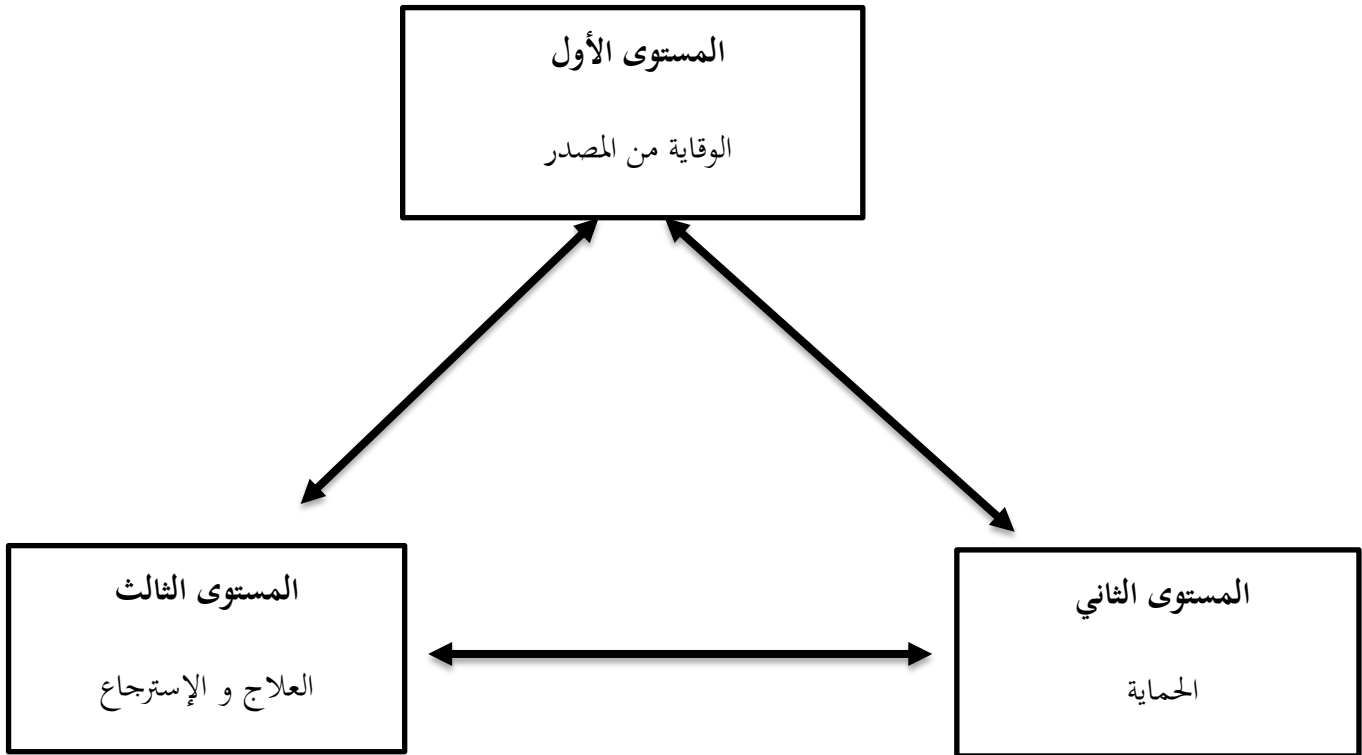 المستوى الأول
الوقاية من المصدر
المستوى الثاني
الحماية
المستوى الثالث
العلاج و الإسترجاع